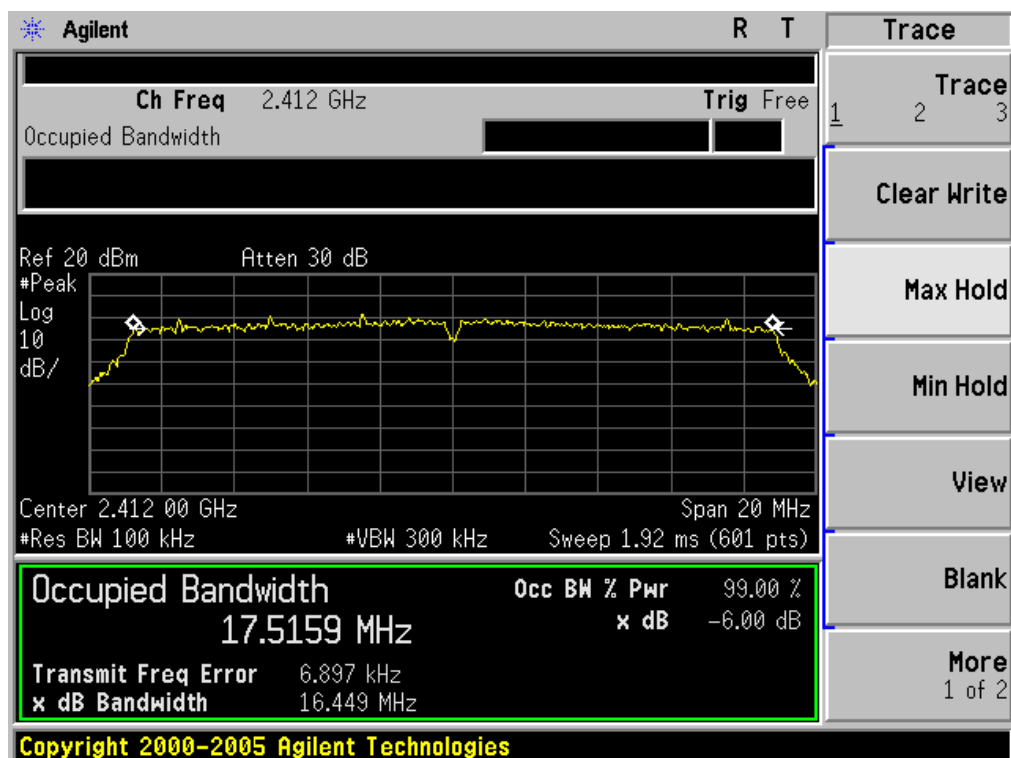 Agilent R T Trace
Ch Freq 2.412 GHz Trig Free
Occupied Bandwidth
Trace
1 2 3
Clear Write
Max Hold
Min Hold
View
Blank
More
1 of 2
Ref 20 dBm Atten 30 dB
#Peak
Log
10
dB/
Center 2.412 00 GHz Span 20 MHz
#Res BW 100 kHz #VBW 300 kHz Sweep 1.92 ms (601 pts)
Occupied Bandwidth Occ BW % Pwr 99.00 %
17.5159 MHz x dB -6.00 dB
Transmit Freq Error 6.897 kHz
x dB Bandwidth 16.449 MHz
Copyright 2000-2005 Agilent Technologies